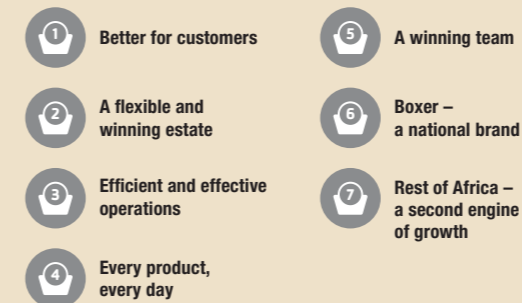 1
Better for customers
2
A flexible and
winning estate
3
Efficient and effective
operations
4
Every product,
every day
5
A winning team
6
Boxer –
a national brand
7
Rest of Africa –
a second engine
of growth